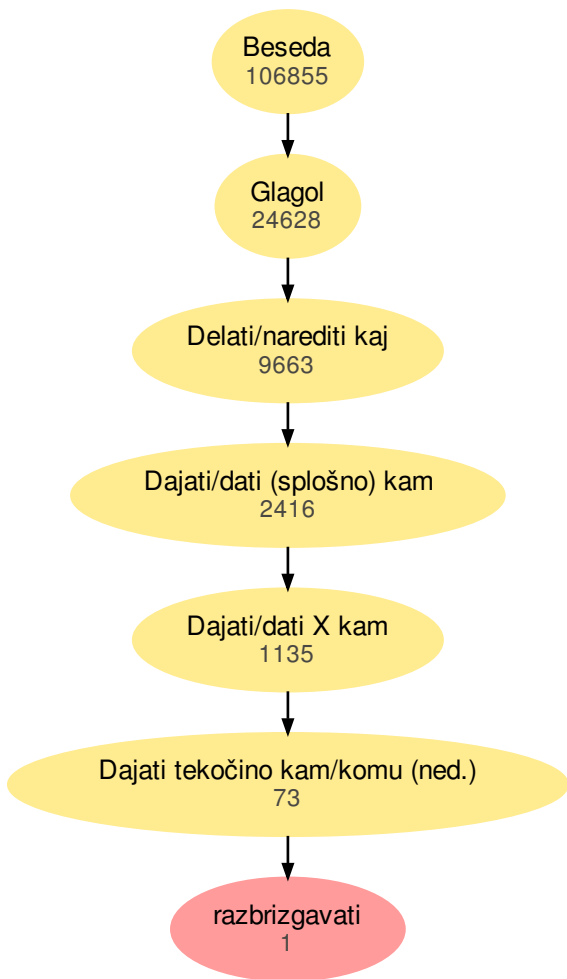 Beseda
106855
Glagol
24628
Delati/narediti kaj
9663
Dajati/dati (splošno) kam
2416
Dajati/dati X kam
1135
Dajati tekočino kam/komu (ned.)
73
razbrizgavati
1